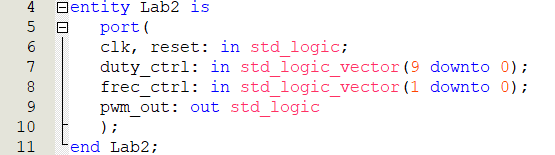 4 entity Lab2 is
5 port(
6 clk, reset: in std_logic;
7 duty_ctrl: in std_logic_vector(9 downto 0);
8 frec_ctrl: in std_logic_vector(1 downto 0);
9 pwm_out: out std_logic
10 );
11 end Lab2;